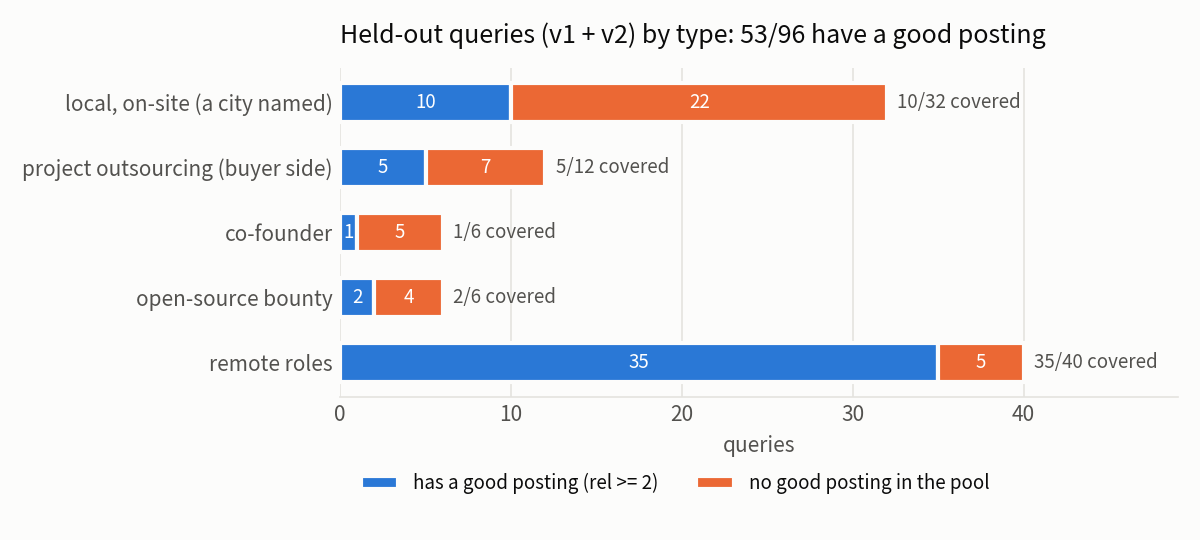 Held-out queries (v1 + v2) by type: 53/96 have a good posting
local, on-site (a city named) 10 22 10/32 covered
project outsourcing (buyer side) 5 7 5/12 covered
co-founder 1 5 1/6 covered
open-source bounty 2 4 2/6 covered
remote roles 35 5 35/40 covered
0 10 20 30 40
queries
has a good posting (rel >= 2) no good posting in the pool